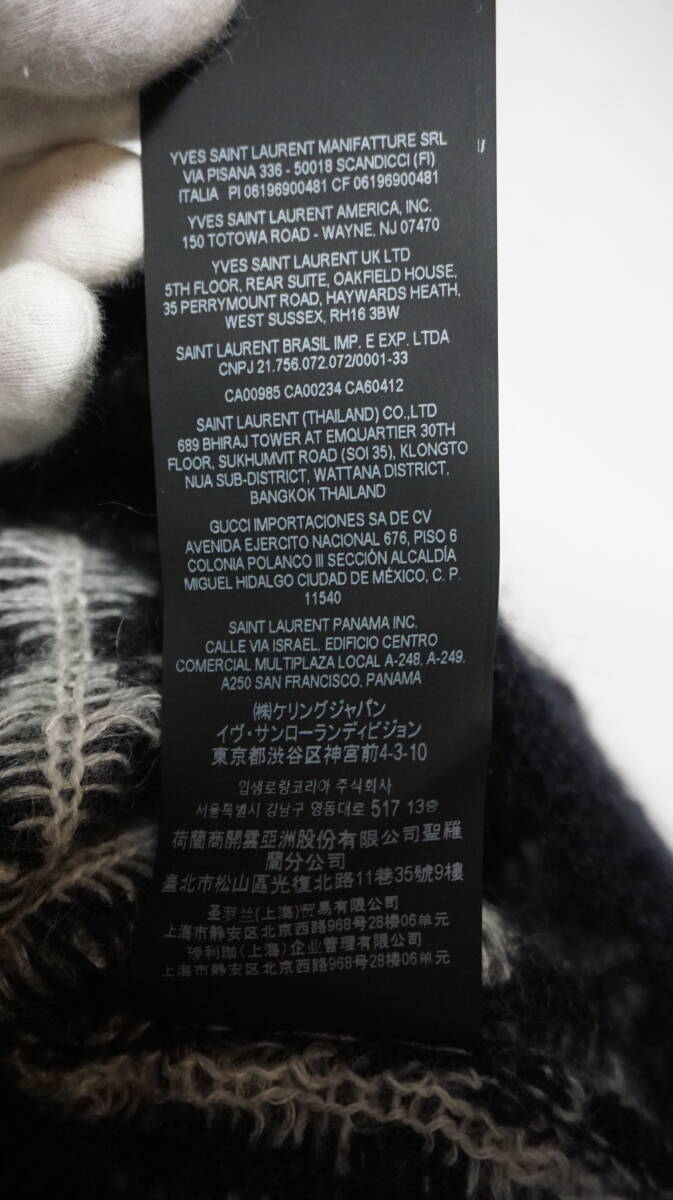 YVES SAINT LAURENT MANIFATTURE SRL
VIA PISANA 336 - 50018 SCANDICCI (FI)
ITALIA PI 06196900481 CF 06196900481
YVES SAINT LAURENT AMERICA, INC.
150 TOTOWA ROAD - WAYNE, NJ 07470
YVES SAINT LAURENT UK LTD
5TH FLOOR, REAR SUITE, OAKFIELD HOUSE,
35 PERRYMOUNT ROAD, HAYWARDS HEATH,
WEST SUSSEX, RH16 3BW
SAINT LAURENT BRASIL IMP. E EXP. LTDA
CNPJ 21.756.072.072/0001-33
CA00985 CA00234 CA60412
SAINT LAURENT (THAILAND) CO.,LTD
689 BHIRAJ TOWER AT EMQUARTIER 30TH
FLOOR, SUKHUMVIT ROAD (SOI 35), KLONGTO
NUA SUB-DISTRICT, WATTANA DISTRICT,
BANGKOK THAILAND
GUCCI IMPORTACIONES SA DE CV
AVENIDA EJERCITO NACIONAL 676, PISO 6
COLONIA POLANCO III SECCIÓN ALCALDÍA
MIGUEL HIDALGO CIUDAD DE MÉXICO, C. P.
11540
SAINT LAURENT PANAMA INC.
CALLE VIA ISRAEL, EDIFICIO CENTRO
COMERCIAL MULTIPLAZA LOCAL A-248, A-249,
A250 SAN FRANCISCO, PANAMA
㈱ケリングジャパン
イヴ・サンローランディビジョン
東京都渋谷区神宮前4-3-10
입생로랑코리아 주식회사
서울특별시 강남구 영동대로 517 13층
荷蘭商開雲亞洲股份有限公司聖羅
蘭分公司
臺北市松山區光復北路11巷35號9樓
圣罗兰(上海)贸易有限公司
上海市静安区北京西路968号28楼06单元
(上海)企业管理有限公司
上海市静安区北京西路968号28楼06单元